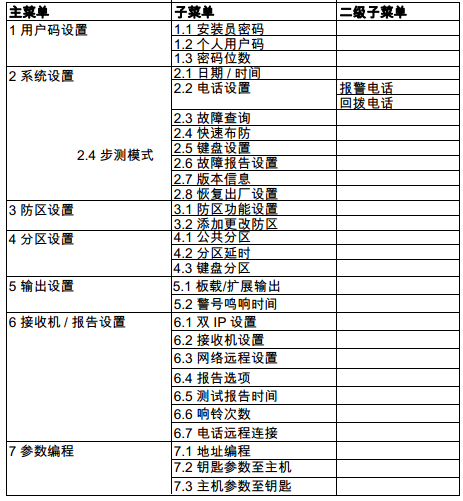 主菜单 子菜单 二级子菜单
1 用户码设置 1.1 安装员密码
1.2 个人用户码
1.3 密码位数
2 系统设置 2.1 日期 / 时间
2.2 电话设置 报警电话
回拨电话
2.3 故障查询
2.4 快速布防
2.4 步测模式 2.5 键盘设置
2.6 故障报告设置
2.7 版本信息
2.8 恢复出厂设置
3 防区设置 3.1 防区功能设置
3.2 添加更改防区
4 分区设置 4.1 公共分区
4.2 分区延时
4.3 键盘分区
5 输出设置 5.1 板载/扩展输出
5.2 警号鸣响时间
6 接收机 / 报告设置 6.1 双 IP 设置
6.2 接收机设置
6.3 网络远程设置
6.4 报告选项
6.5 测试报告时间
6.6 响铃次数
6.7 电话远程连接
7 参数编程 7.1 地址编程
7.2 钥匙参数至主机
7.3 主机参数至钥匙